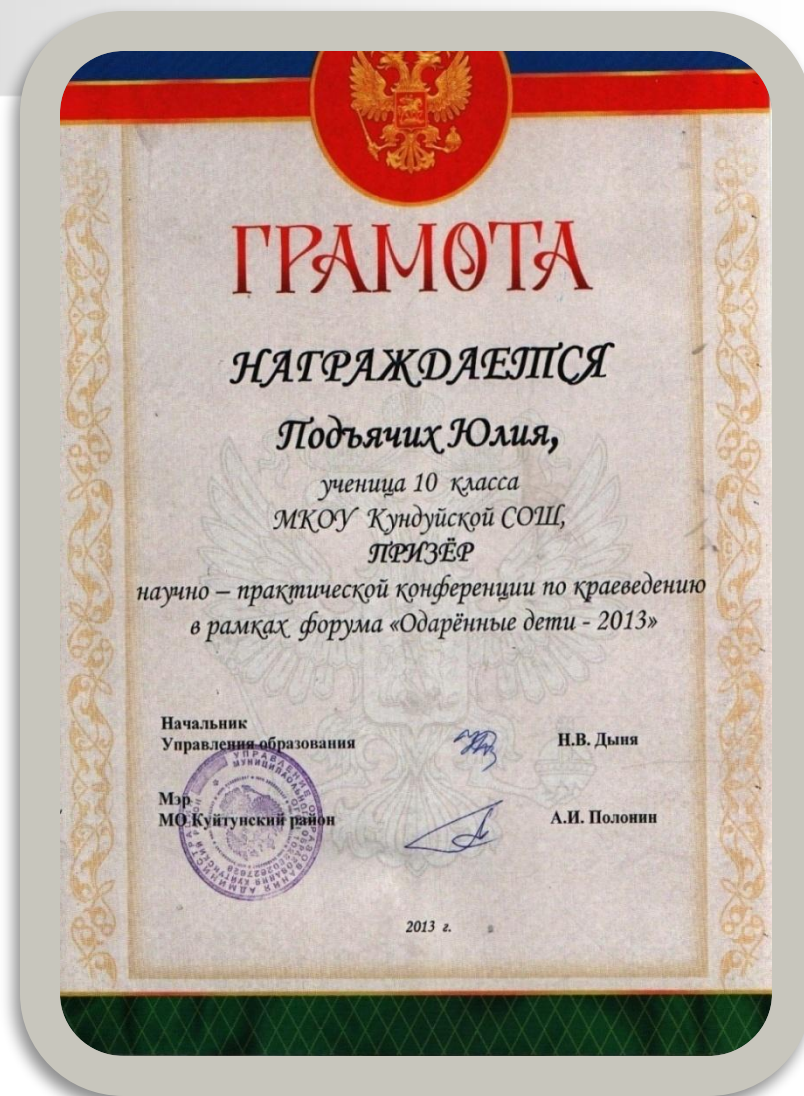 ГРАМОТА
НАГРАЖДАЕТСЯ
Подъячих Юлия,
ученица 10 класса
МКОУ Кундуйской СОШ,
ПРИЗЁР
научно – практической конференции по краеведению
в рамках форума «Одарённые дети - 2013»
Начальник
Управления образования
Н.В. Дыня
Мэр
МО Куйтунский район
А.И. Полонин
2013 г.